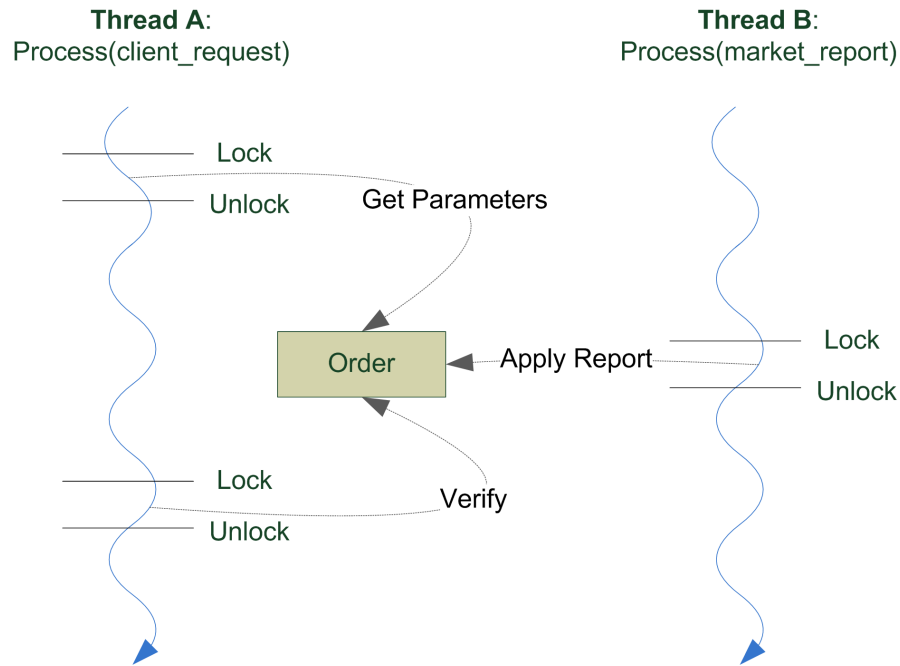 Thread A:
Process(client_request)
Thread B:
Process(market_report)
Lock
Get Parameters
Unlock
Order
Apply Report
Lock
Unlock
Lock
Verify
Unlock